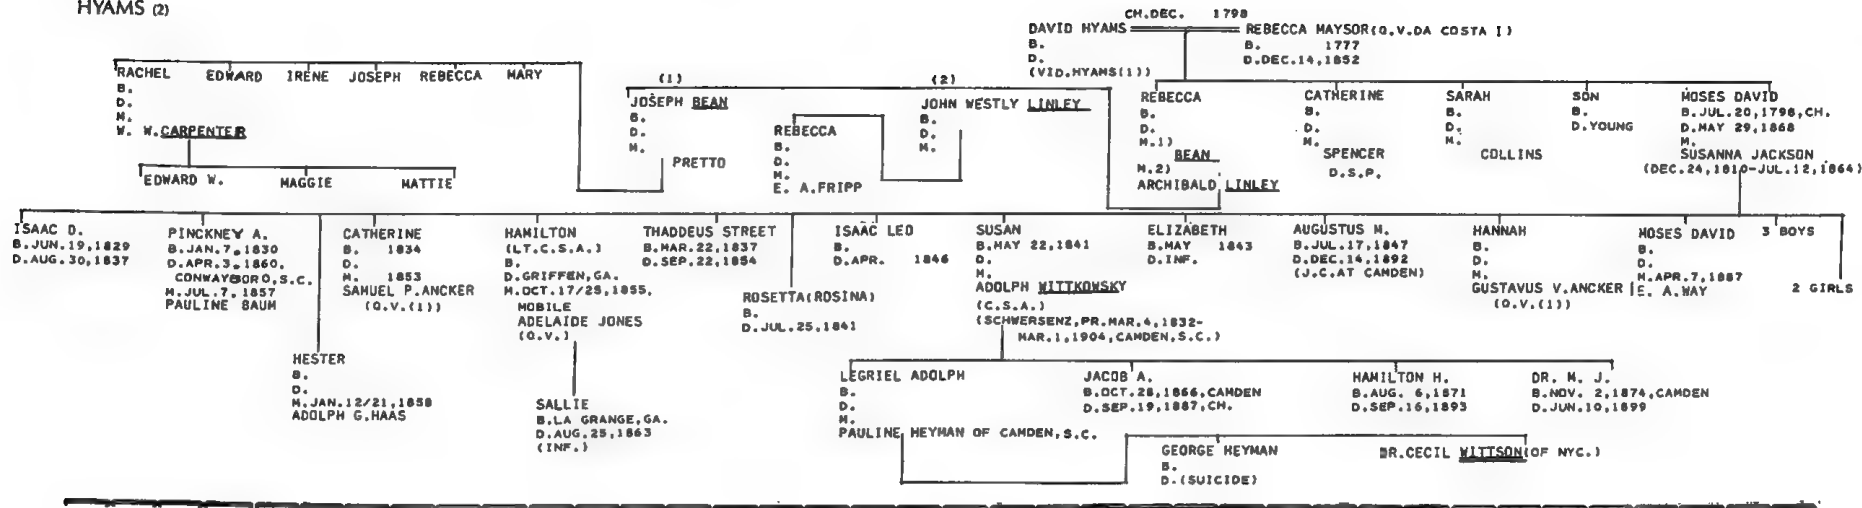 HYAMS (2)
CH.DEC. 1798
DAVID HYAMS
B.
D.
(VID.HYAMS(1))
REBECCA MAYSOR(Q.V.DA COSTA I)
B. 1777
D.DEC.14,1852
RACHEL
B.
D.
M.
W. W.CARPENTER
EDWARD
IRENE
JOSEPH
REBECCA
MARY
EDWARD W.
MAGGIE
MATTIE
(1)
JOSEPH BEAN
B.
D.
M.
PRETTO
REBECCA
B.
D.
M.
E. A.FRIPP
(2)
JOHN WESTLY LINLEY
B.
D.
M.
REBECCA
B.
D.
M.1)
BEAN
M.2)
ARCHIBALD LINLEY
CATHERINE
B.
D.
M.
SPENCER
D.S.P.
SARAH
B.
D.
M.
COLLINS
SON
B.
D.YOUNG
MOSES DAVID
B.JUL.20,1798,CH.
D.MAY 29,1868
M.
SUSANNA JACKSON
(DEC.24,1810-JUL.12,1864)
ISAAC D.
B.JUN.19,1829
D.AUG.30,1837
PINCKNEY A.
B.JAN.7,1830
D.APR.3,1860,
CONWAYBORO,S.C.
M.JUL.7,1857
PAULINE BAUM
HESTER
B.
D.
M.JAN.12/21,1858
ADOLPH G.HAAS
CATHERINE
B. 1834
D.
M. 1853
SAMUEL P.ANCKER
(Q.V.(1))
HAMILTON
(LT.C.S.A.)
B.
D.GRIFFEN,GA.
M.OCT.17/25,1855,
MOBILE
ADELAIDE JONES
(Q.V.)
SALLIE
B.LA GRANGE,GA.
D.AUG.25,1863
(INF.)
THADDEUS STREET
B.MAR.22,1837
D.SEP.22,1854
ROSETTA(ROSINA)
B.
D.JUL.25,1841
ISAAC LEO
B.
D.APR. 1846
SUSAN
B.MAY 22,1841
D.
M.
ADOLPH WITTKOWSKY
(C.S.A.)
(SCHWERSENZ,PR.MAR.4,1832-
MAR.1,1904,CAMDEN,S.C.)
ELIZABETH
B.MAY 1843
D.INF.
AUGUSTUS M.
B.JUL.17,1847
D.DEC.14,1892
(J.C.AT CAMDEN)
HANNAH
B.
D.
M.
GUSTAVUS V.ANCKER
(Q.V.(1))
MOSES DAVID
B.
D.
M.APR.7,1887
E. A.WAY
3 BOYS
2 GIRLS
LEGRIEL ADOLPH
B.
D.
M.
PAULINE HEYMAN OF CAMDEN,S.C.
JACOB A.
B.OCT.28,1866,CAMDEN
D.SEP.19,1887,CH.
HAMILTON H.
B.AUG. 6,1871
D.SEP.16,1893
DR. M. J.
B.NOV. 2,1874,CAMDEN
D.JUN.10,1899
GEORGE HEYMAN
B.
D.(SUICIDE)
DR.CECIL WITTSON(OF NYC.)